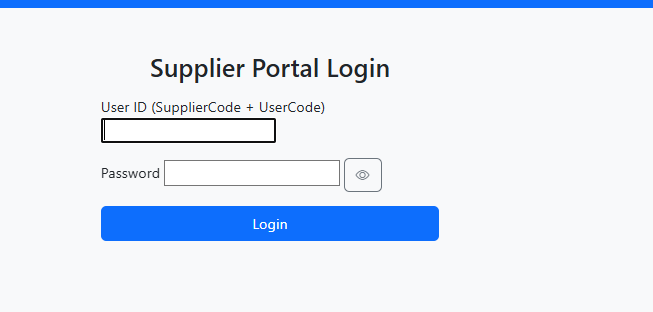 Supplier Portal Login
User ID (SupplierCode + UserCode)
Password
Login